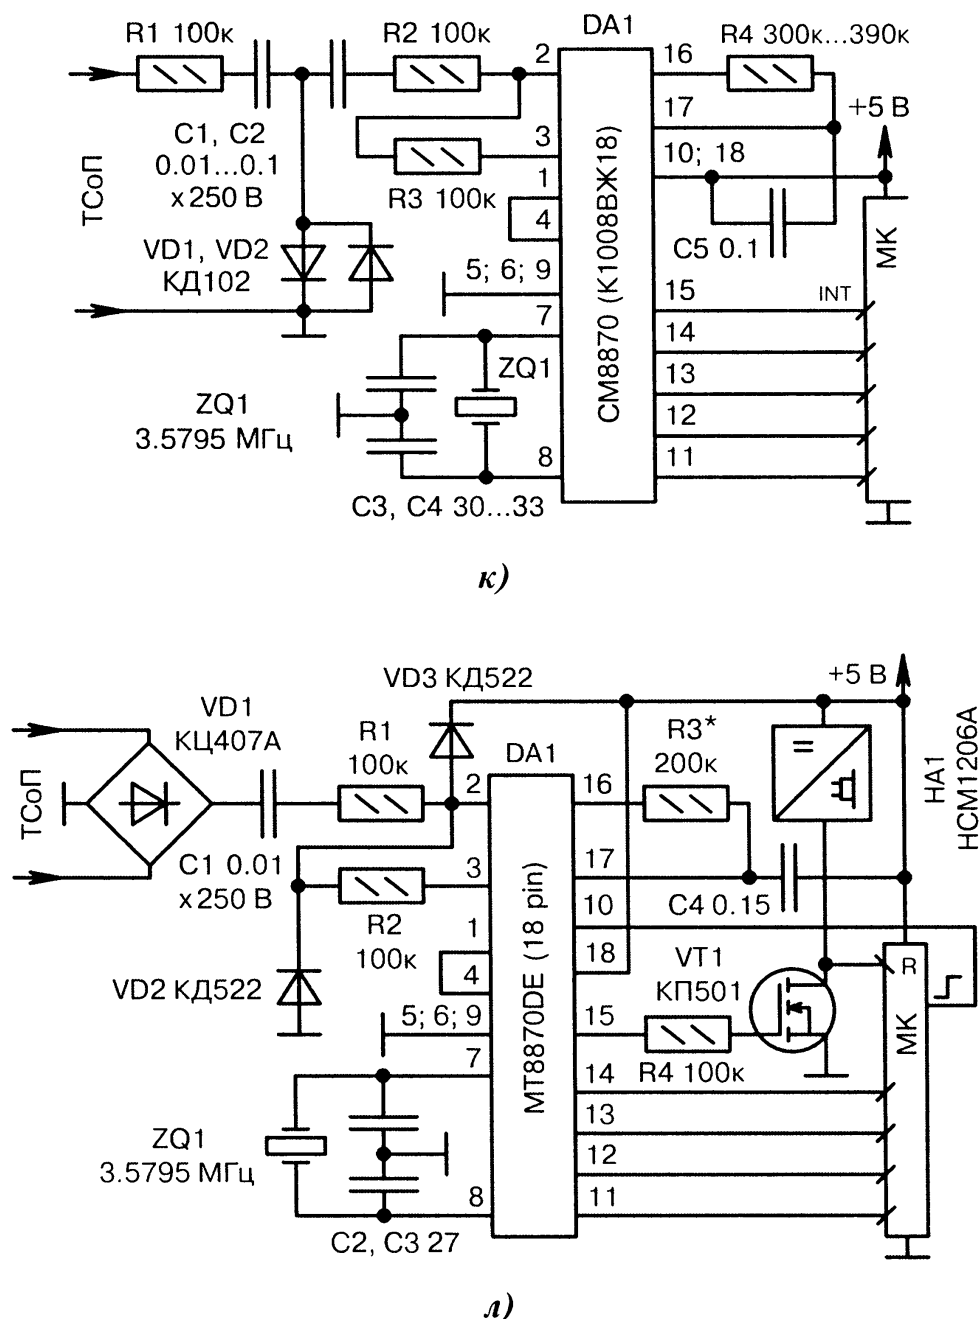 R1 100к
R2 100к
DA1
R4 300к...390к
2
16
17
+5 В
C1, C2
0.01...0.1
x250 В
3
10; 18
ТСоП
R3 100к
1
4
C5 0.1
МК
VD1, VD2
КД102
5; 6; 9
15
INT
7
14
CM8870 (К1008ВЖ18)
ZQ1
13
ZQ1
3.5795 МГц
12
8
11
C3, C4 30...33
к)
VD3 КД522
+5 В
VD1
КЦ407А
R1
100к
DA1
R3*
200к
HA1
HCM1206A
2
16
ТСоП
C1 0.01
x250 В
3
17
C4 0.15
R2
100к
1
10
4
18
VT1
КП501
R
VD2 КД522
5; 6; 9
15
МК
MT8870DE (18 pin)
7
R4 100к
14
13
ZQ1
3.5795 МГц
12
8
11
C2, C3 27
л)